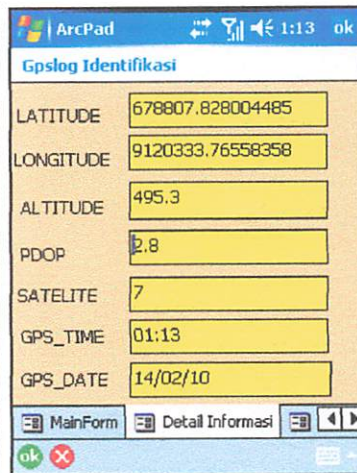 ArcPad 1:13 ok
Gpslog Identifikasi
LATITUDE 678807.828004485
LONGITUDE 9120333.76558358
ALTITUDE 495.3
PDOP 2.8
SATELITE 7
GPS_TIME 01:13
GPS_DATE 14/02/10
MainForm Detail Informasi
ok